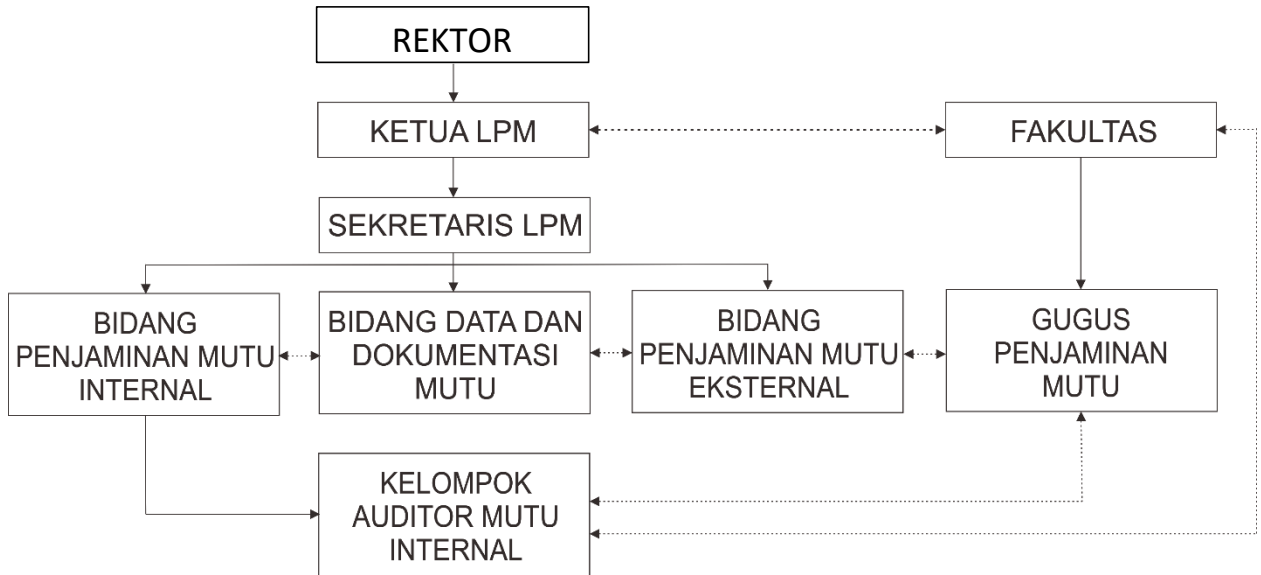 REKTOR
KETUA LPM
FAKULTAS
SEKRETARIS LPM
BIDANG
PENJAMINAN MUTU
INTERNAL
BIDANG DATA DAN
DOKUMENTASI
MUTU
BIDANG
PENJAMINAN MUTU
EKSTERNAL
GUGUS
PENJAMINAN
MUTU
KELOMPOK
AUDITOR MUTU
INTERNAL